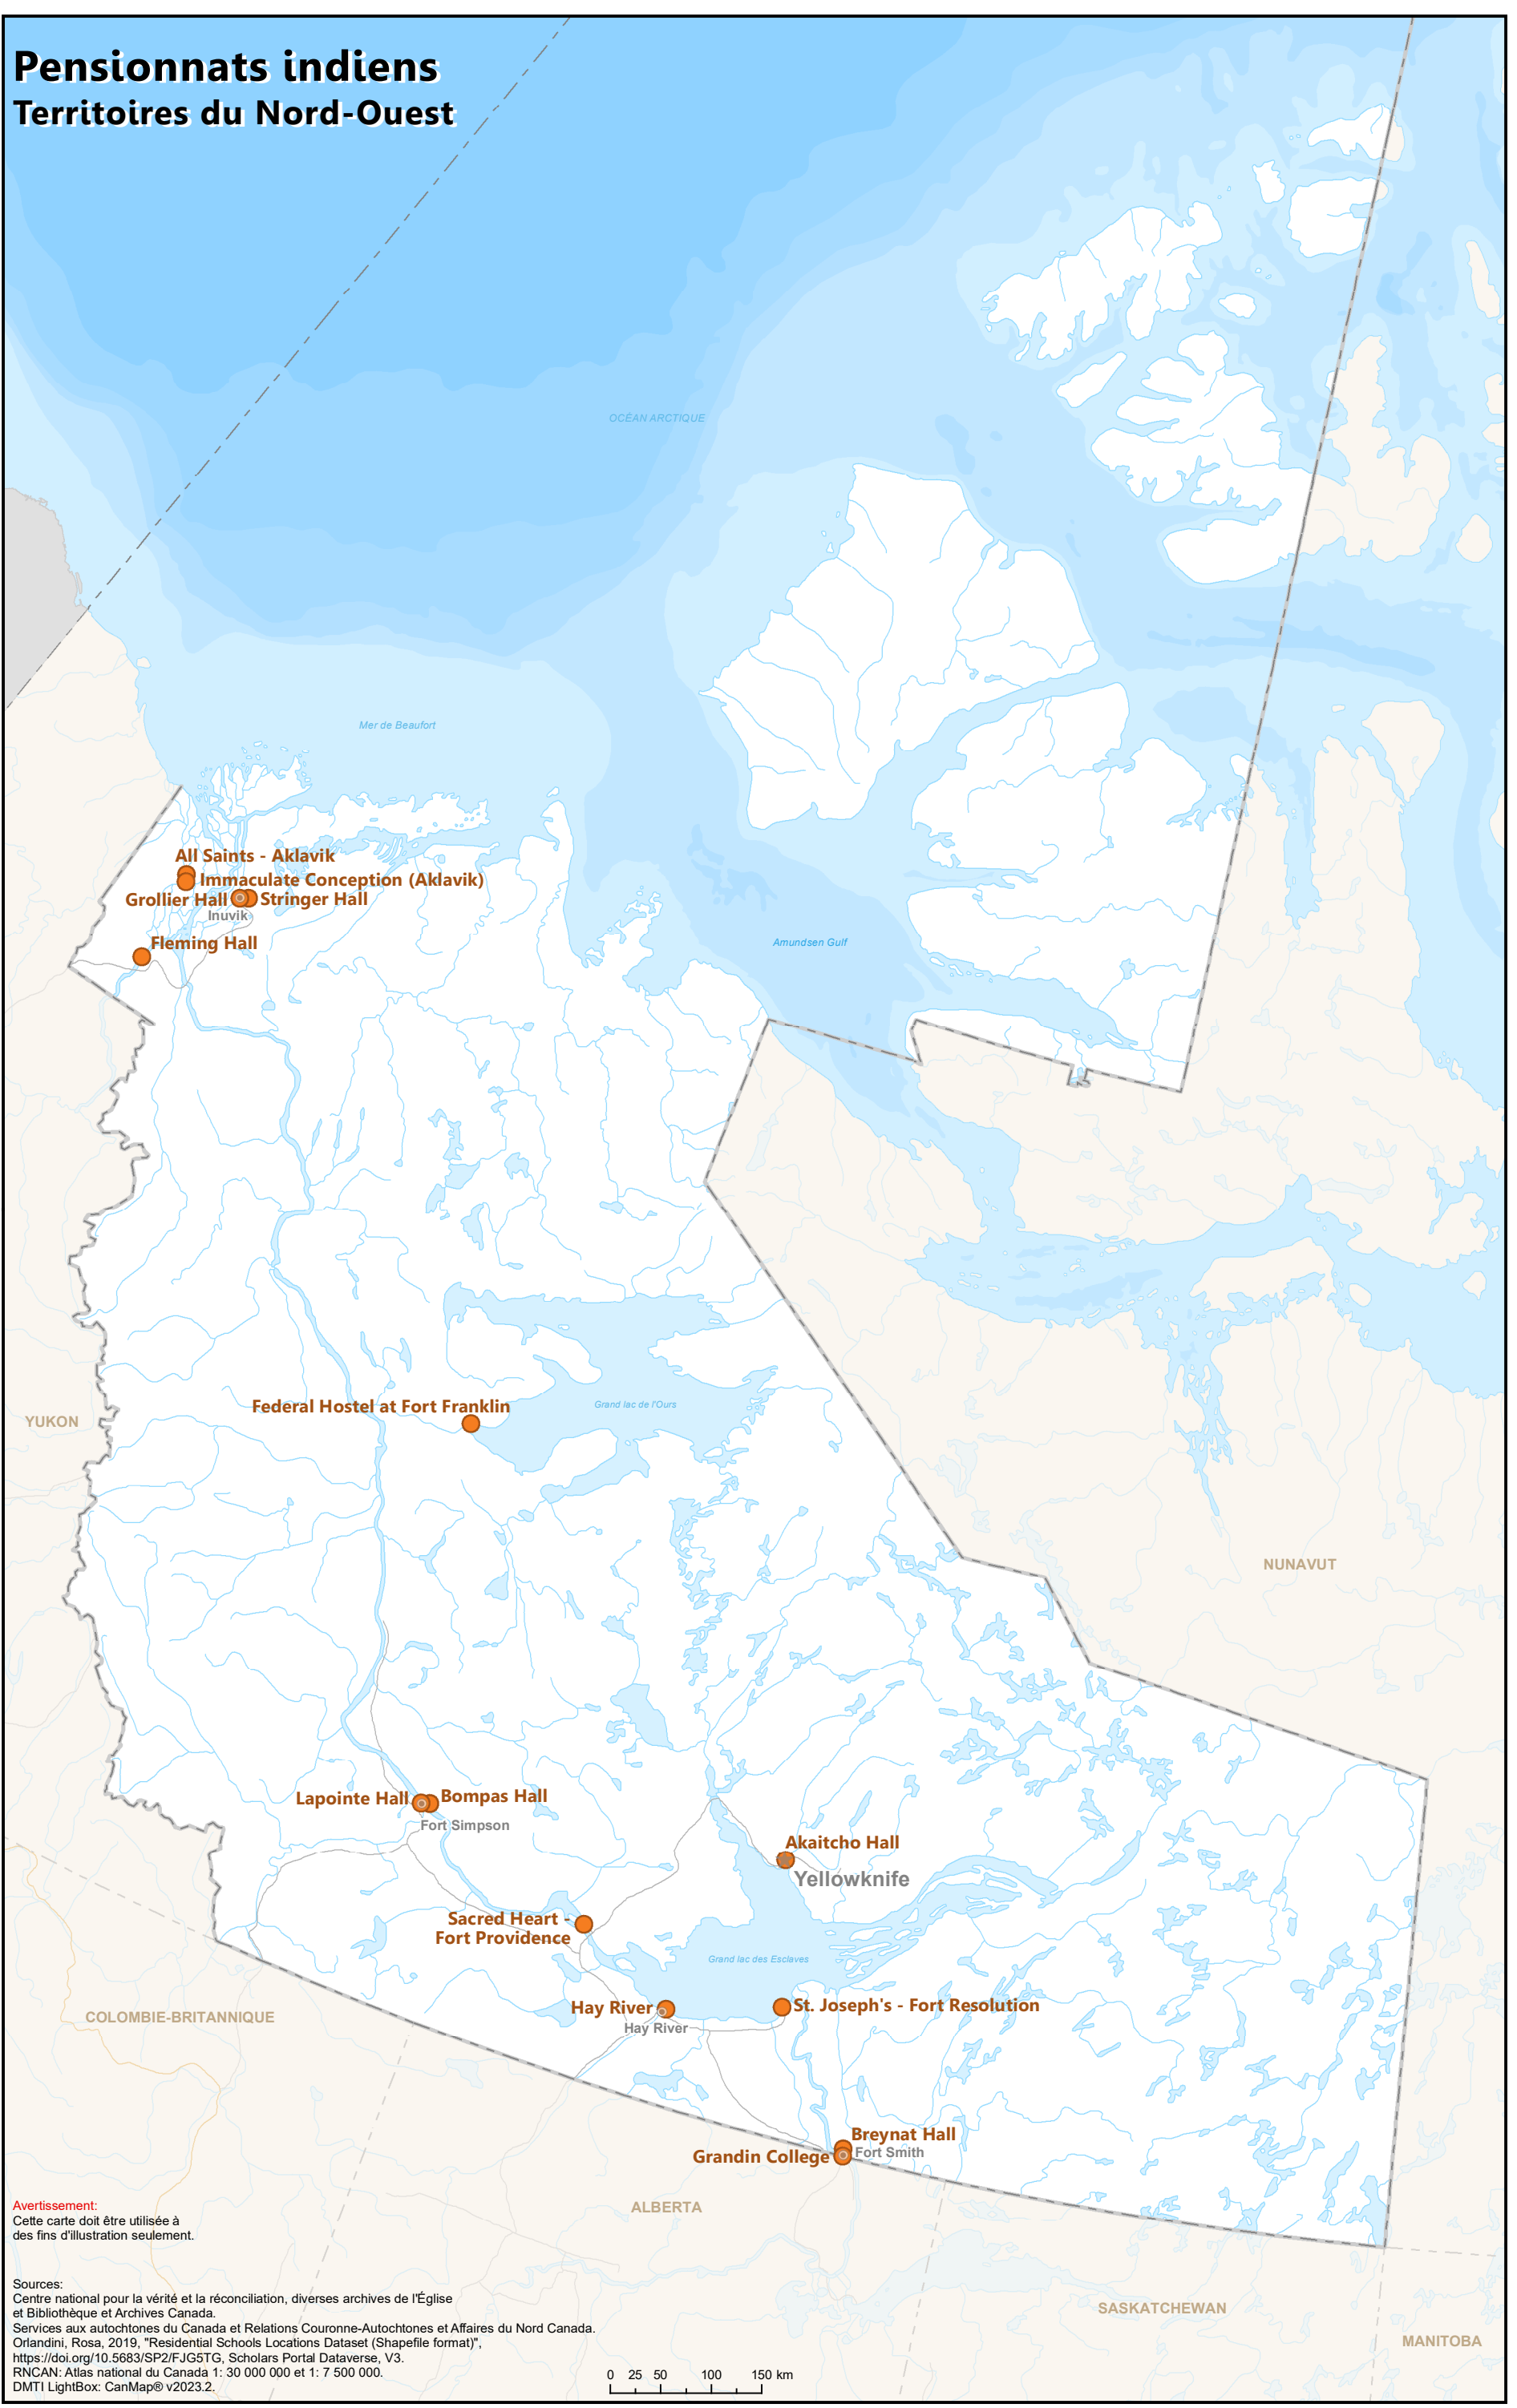 Pensionnats indiens
Territoires du Nord-Ouest
OCÉAN ARCTIQUE
Mer de Beaufort
All Saints - Aklavik
Immaculate Conception (Aklavik)
Grollier Hall
Stringer Hall
Inuvik
Fleming Hall
Amundsen Gulf
Federal Hostel at Fort Franklin
Grand lac de l'Ours
YUKON
NUNAVUT
Lapointe Hall
Bompas Hall
Fort Simpson
Akaitcho Hall
Yellowknife
Sacred Heart -
Fort Providence
Grand lac des Esclaves
Hay River
St. Joseph's - Fort Resolution
Hay River
COLOMBIE-BRITANNIQUE
Breynat Hall
Fort Smith
Grandin College
ALBERTA
SASKATCHEWAN
MANITOBA
Avertissement:
Cette carte doit être utilisée à
des fins d'illustration seulement.
Sources:
Centre national pour la vérité et la réconciliation, diverses archives de l'Église
et Bibliothèque et Archives Canada.
Services aux autochtones du Canada et Relations Couronne-Autochtones et Affaires du Nord Canada.
Orlandini, Rosa, 2019, "Residential Schools Locations Dataset (Shapefile format)",
https://doi.org/10.5683/SP2/FJG5TG, Scholars Portal Dataverse, V3.
RNCAN: Atlas national du Canada 1: 30 000 000 et 1: 7 500 000.
DMTI LightBox: CanMap® v2023.2.
0 25 50 100 150 km